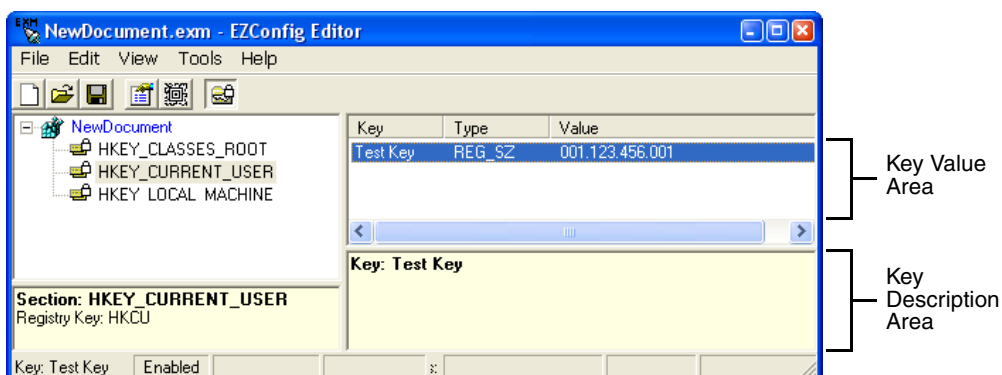 EXM
NewDocument.exm - EZConfig Editor
File Edit View Tools Help
NewDocument
HKEY_CLASSES_ROOT
HKEY_CURRENT_USER
HKEY LOCAL MACHINE
Key Type Value
Test Key REG_SZ 001.123.456.001
Key Value
Area
Key: Test Key
Key
Description
Area
Section: HKEY_CURRENT_USER
Registry Key: HKCU
Key: Test Key Enabled